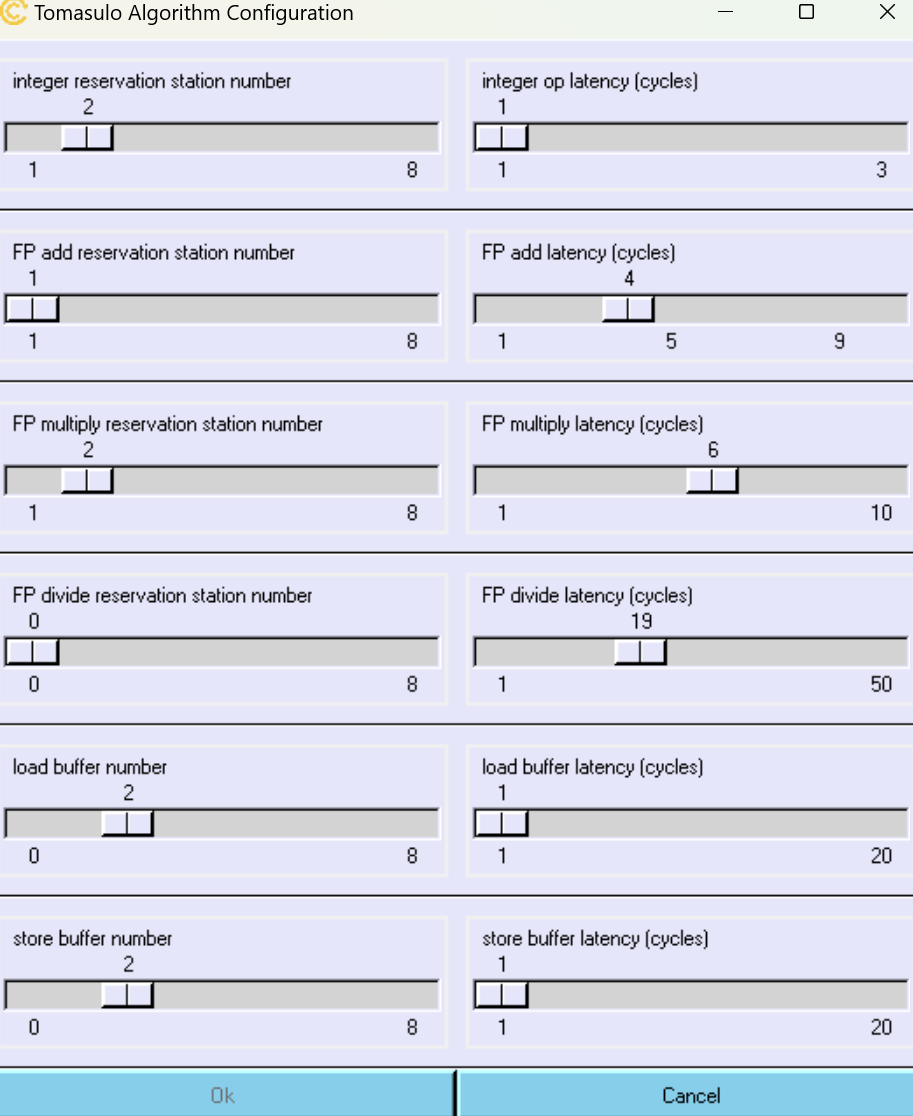 Tomasulo Algorithm Configuration
integer reservation station number
2
1 8
integer op latency (cycles)
1
1 3
FP add reservation station number
1
1 8
FP add latency (cycles)
4
1 5 9
FP multiply reservation station number
2
1 8
FP multiply latency (cycles)
6
1 10
FP divide reservation station number
0
0 8
FP divide latency (cycles)
19
1 50
load buffer number
2
0 8
load buffer latency (cycles)
1
1 20
store buffer number
2
0 8
store buffer latency (cycles)
1
1 20
Ok
Cancel